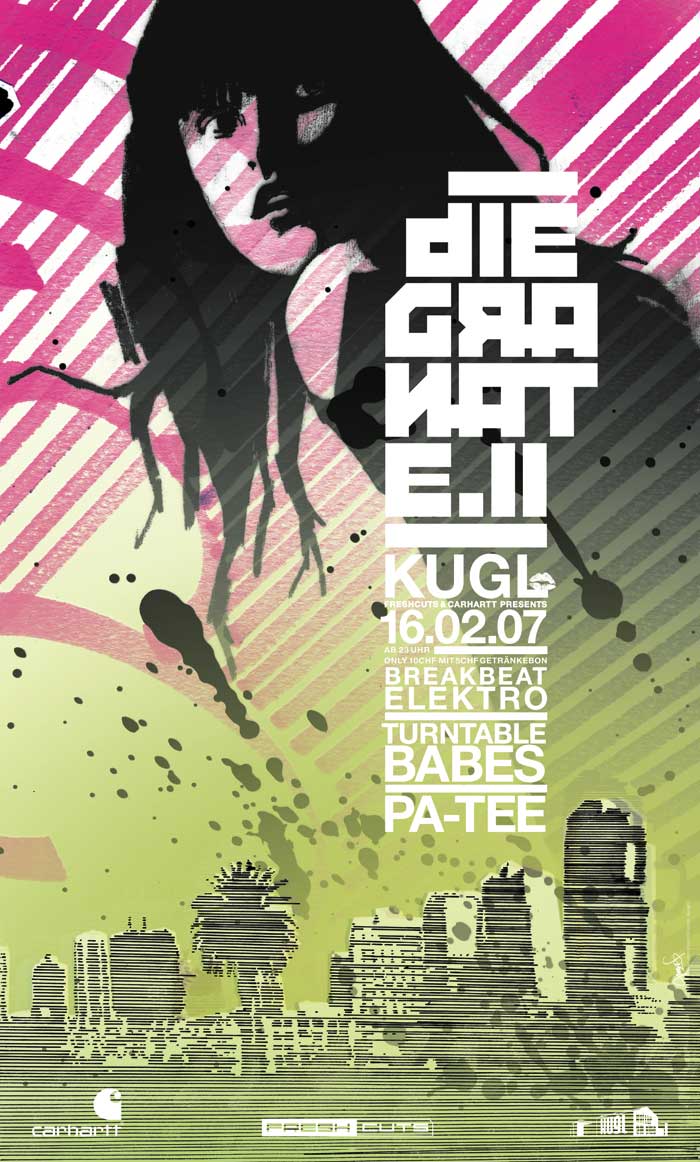 dIE
GRA
NAT
E.II
KUGL
FRESHCUTS & CARHARTT PRESENTS
16.02.07
AB 23 UHR
ONLY 10CHF MIT 5CHF GETRÄNKEBON
BREAKBEAT
ELEKTRO
TURNTABLE
BABES
PA-TEE
carhartt
FRESH CUTS
KUGL